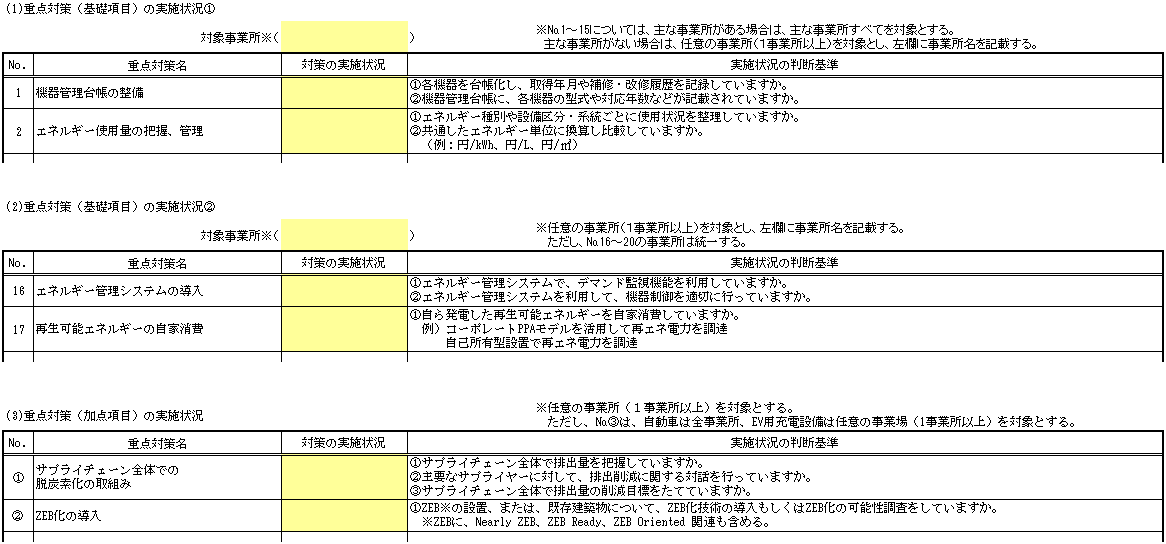 (1)重点対策（基礎項目）の実施状況①
対象事業所※（　　　）
※No.1～15については、主な事業所がある場合は、主な事業所すべてを対象とする。
主な事業所がない場合は、任意の事業所(1事業所以上)を対象とし、左欄に事業所名を記載する。
No. 重点対策名 対策の実施状況 実施状況の判断基準
1 機器管理台帳の整備
①各機器を台帳化し、取得年月や補修・改修履歴を記録していますか。
②機器管理台帳に、各機器の型式や対応年数などが記載されていますか。
2 エネルギー使用量の把握、管理
①エネルギー種別や設備区分・系統ごとに使用状況を整理していますか。
②共通したエネルギー単位に換算し比較していますか。
（例：円/kWh、円/L、円/㎡）
(2)重点対策（基礎項目）の実施状況②
対象事業所※（　　　）
※任意の事業所(1事業所以上)を対象とし、左欄に事業所名を記載する。
ただし、No.16～20の事業所は統一する。
No. 重点対策名 対策の実施状況 実施状況の判断基準
16 エネルギー管理システムの導入
①エネルギー管理システムで、デマンド監視機能を利用していますか。
②エネルギー管理システムを利用して、機器制御を適切に行っていますか。
17 再生可能エネルギーの自家消費
①自ら発電した再生可能エネルギーを自家消費していますか。
例）コーポレートPPAモデルを活用して再エネ電力を調達
自己所有型設置で再エネ電力を調達
(3)重点対策（加点項目）の実施状況
※任意の事業所（１事業所以上）を対象とする。
ただし、No.③は、自動車は全事業所、EV用充電設備は任意の事業場（1事業所以上）を対象とする。
No. 重点対策名 対策の実施状況 実施状況の判断基準
① サプライチェーン全体での
脱炭素化の取組み
①サプライチェーン全体で排出量を把握していますか。
②主要なサプライヤーに対して、排出削減に関する対話を行っていますか。
③サプライチェーン全体で排出量の削減目標をたてていますか。
② ZEB化の導入
①ZEB※の設置、または、既存建築物について、ZEB化技術の導入もしくはZEB化の可能性調査をしていますか。
※ZEBに、Nearly ZEB、ZEB Ready、ZEB Oriented 関連も含める。